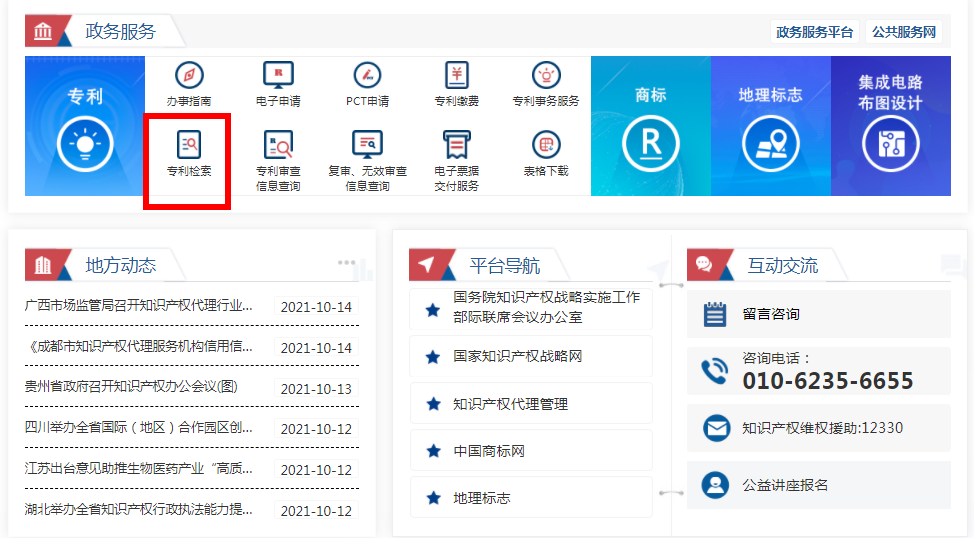 政务服务
政务服务平台 公共服务网
专利
办事指南
电子申请
PCT申请
专利缴费
专利事务服务
专利检索
专利审查
信息查询
复审、无效审查
信息查询
电子票据
交付服务
表格下载
商标
R
地理标志
集成电路
布图设计
地方动态
广西市场监管局召开知识产权代理行业... 2021-10-14
《成都市知识产权代理服务机构信用信... 2021-10-14
贵州省政府召开知识产权办公会议(图) 2021-10-13
四川举办全省国际（地区）合作园区创... 2021-10-12
江苏出台意见助推生物医药产业“高质... 2021-10-12
湖北举办全省知识产权行政执法能力提... 2021-10-12
平台导航
国务院知识产权战略实施工作
部际联席会议办公室
国家知识产权战略网
知识产权代理管理
中国商标网
地理标志
互动交流
留言咨询
咨询电话：
010-6235-6655
知识产权维权援助:12330
公益讲座报名